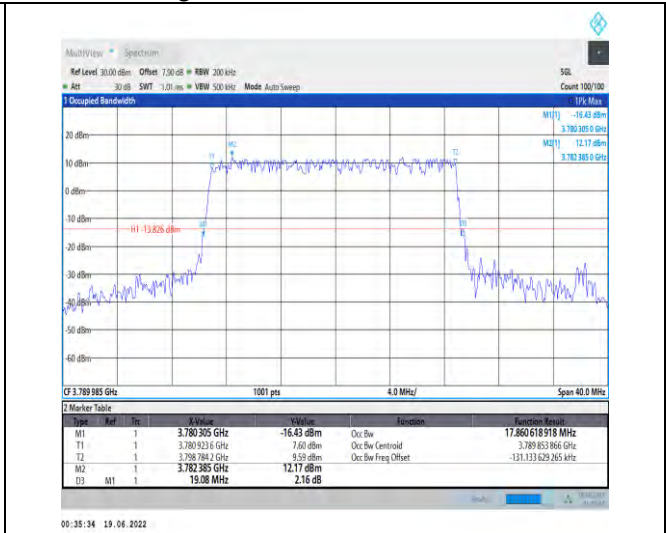 MultiView Spectrum
Ref Level 30.00 dBm Offset 7.50 dB RBW 200 kHz SGL
Att 30 dB SWT 1.01 ms VBW 500 kHz Mode Auto Sweep Count 100/100
1 Occupied Bandwidth 1Pk Max
M1[1] -16.43 dBm
3.780 305 0 GHz
M2[1] 12.17 dBm
3.782 385 0 GHz
20 dBm
M2
T1
T2
10 dBm
0 dBm
-10 dBm
H1 -13.826 dBm
M1
D3
-20 dBm
-30 dBm
-40 dBm
-50 dBm
-60 dBm
CF 3.789 985 GHz 1001 pts 4.0 MHz/ Span 40.0 MHz
2 Marker Table
Type Ref Trc X-Value Y-Value Function Function Result
M1 1 3.780 305 GHz -16.43 dBm Occ Bw 17.860 618 918 MHz
T1 1 3.780 923 6 GHz 7.60 dBm Occ Bw Centroid 3.789 853 866 GHz
T2 1 3.798 784 2 GHz 9.59 dBm Occ Bw Freq Offset -131.133 629 265 kHz
M2 1 3.782 385 GHz 12.17 dBm
D3 M1 1 19.08 MHz 2.16 dB
00:35:34 19.06.2022